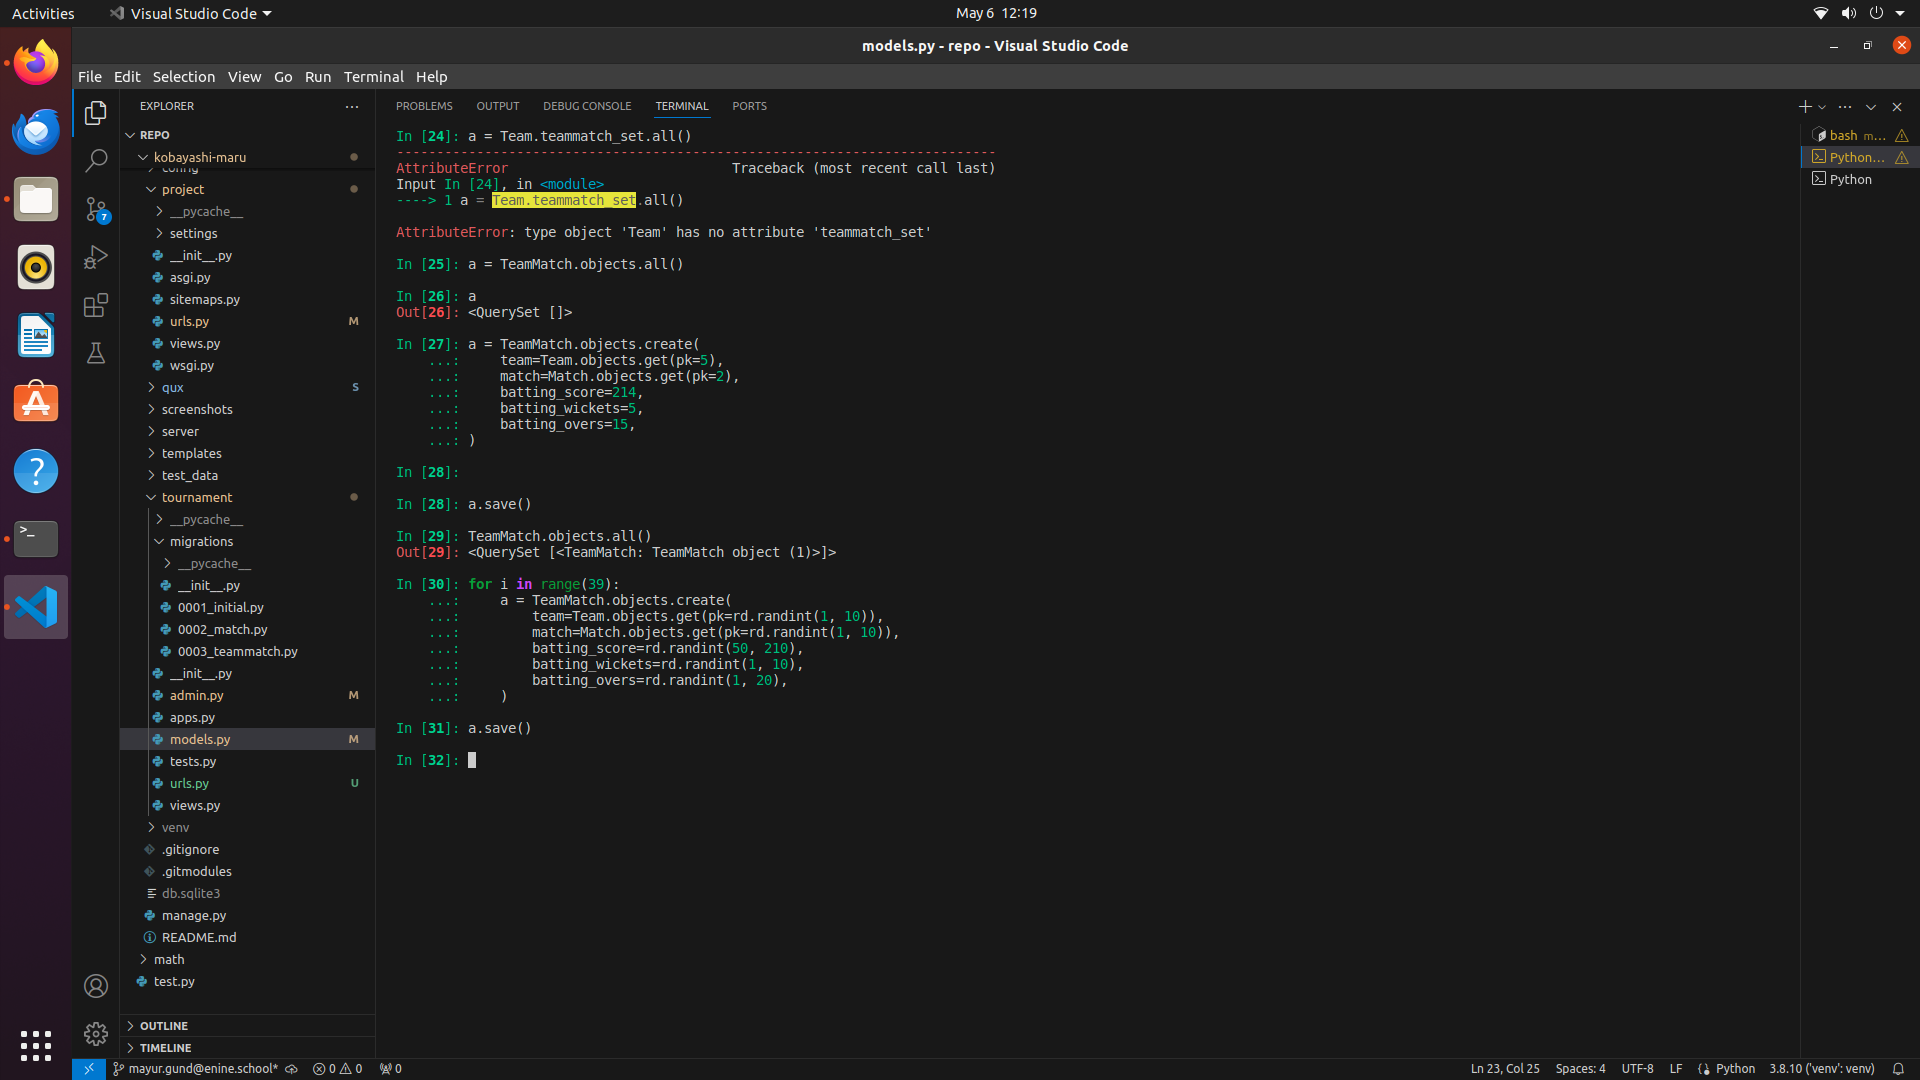 Activities
Visual Studio Code
May 6 12:19
models.py - repo - Visual Studio Code
File Edit Selection View Go Run Terminal Help
EXPLORER
REPO
kobayashi-maru
config
project
__pycache__
settings
__init__.py
asgi.py
sitemaps.py
urls.py M
views.py
wsgi.py
qux S
screenshots
server
templates
test_data
tournament
__pycache__
migrations
__pycache__
__init__.py
0001_initial.py
0002_match.py
0003_teammatch.py
__init__.py
admin.py M
apps.py
models.py M
tests.py
urls.py U
views.py
venv
.gitignore
.gitmodules
db.sqlite3
manage.py
README.md
math
test.py
OUTLINE
TIMELINE
7
PROBLEMS OUTPUT DEBUG CONSOLE TERMINAL PORTS
In [24]: a = Team.teammatch_set.all()
---------------------------------------------------------------------------
AttributeError                            Traceback (most recent call last)
Input In [24], in <module>
----> 1 a = Team.teammatch_set.all()

AttributeError: type object 'Team' has no attribute 'teammatch_set'

In [25]: a = TeamMatch.objects.all()

In [26]: a
Out[26]: <QuerySet []>

In [27]: a = TeamMatch.objects.create(
    ...:     team=Team.objects.get(pk=5),
    ...:     match=Match.objects.get(pk=2),
    ...:     batting_score=214,
    ...:     batting_wickets=5,
    ...:     batting_overs=15,
    ...: )

In [28]:

In [28]: a.save()

In [29]: TeamMatch.objects.all()
Out[29]: <QuerySet [<TeamMatch: TeamMatch object (1)>]>

In [30]: for i in range(39):
    ...:     a = TeamMatch.objects.create(
    ...:         team=Team.objects.get(pk=rd.randint(1, 10)),
    ...:         match=Match.objects.get(pk=rd.randint(1, 10)),
    ...:         batting_score=rd.randint(50, 210),
    ...:         batting_wickets=rd.randint(1, 10),
    ...:         batting_overs=rd.randint(1, 20),
    ...:     )

In [31]: a.save()

In [32]:
bash m...
Python...
Python
mayur.gund@enine.school* 0 0 0
Ln 23, Col 25 Spaces: 4 UTF-8 LF Python 3.8.10 ('venv': venv)